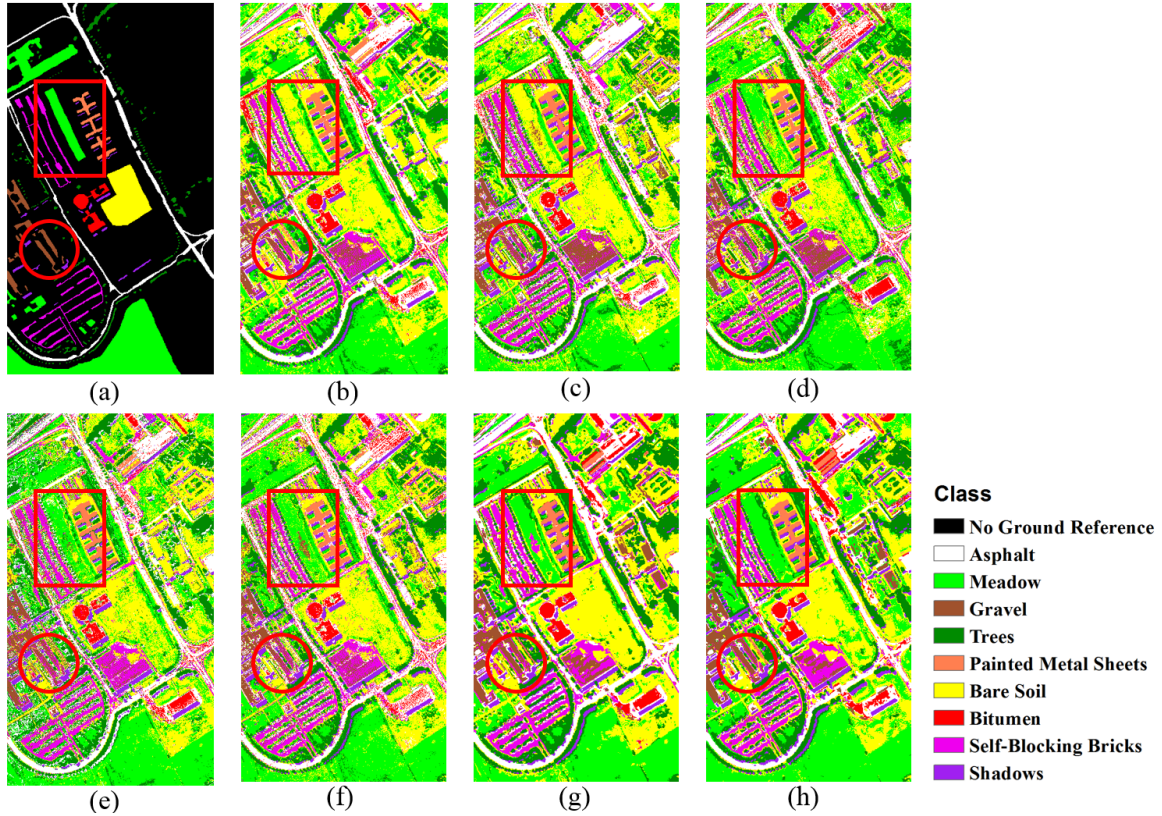 (a)
(b)
(c)
(d)
(e)
(f)
(g)
(h)
Class
No Ground Reference
Asphalt
Meadow
Gravel
Trees
Painted Metal Sheets
Bare Soil
Bitumen
Self-Blocking Bricks
Shadows